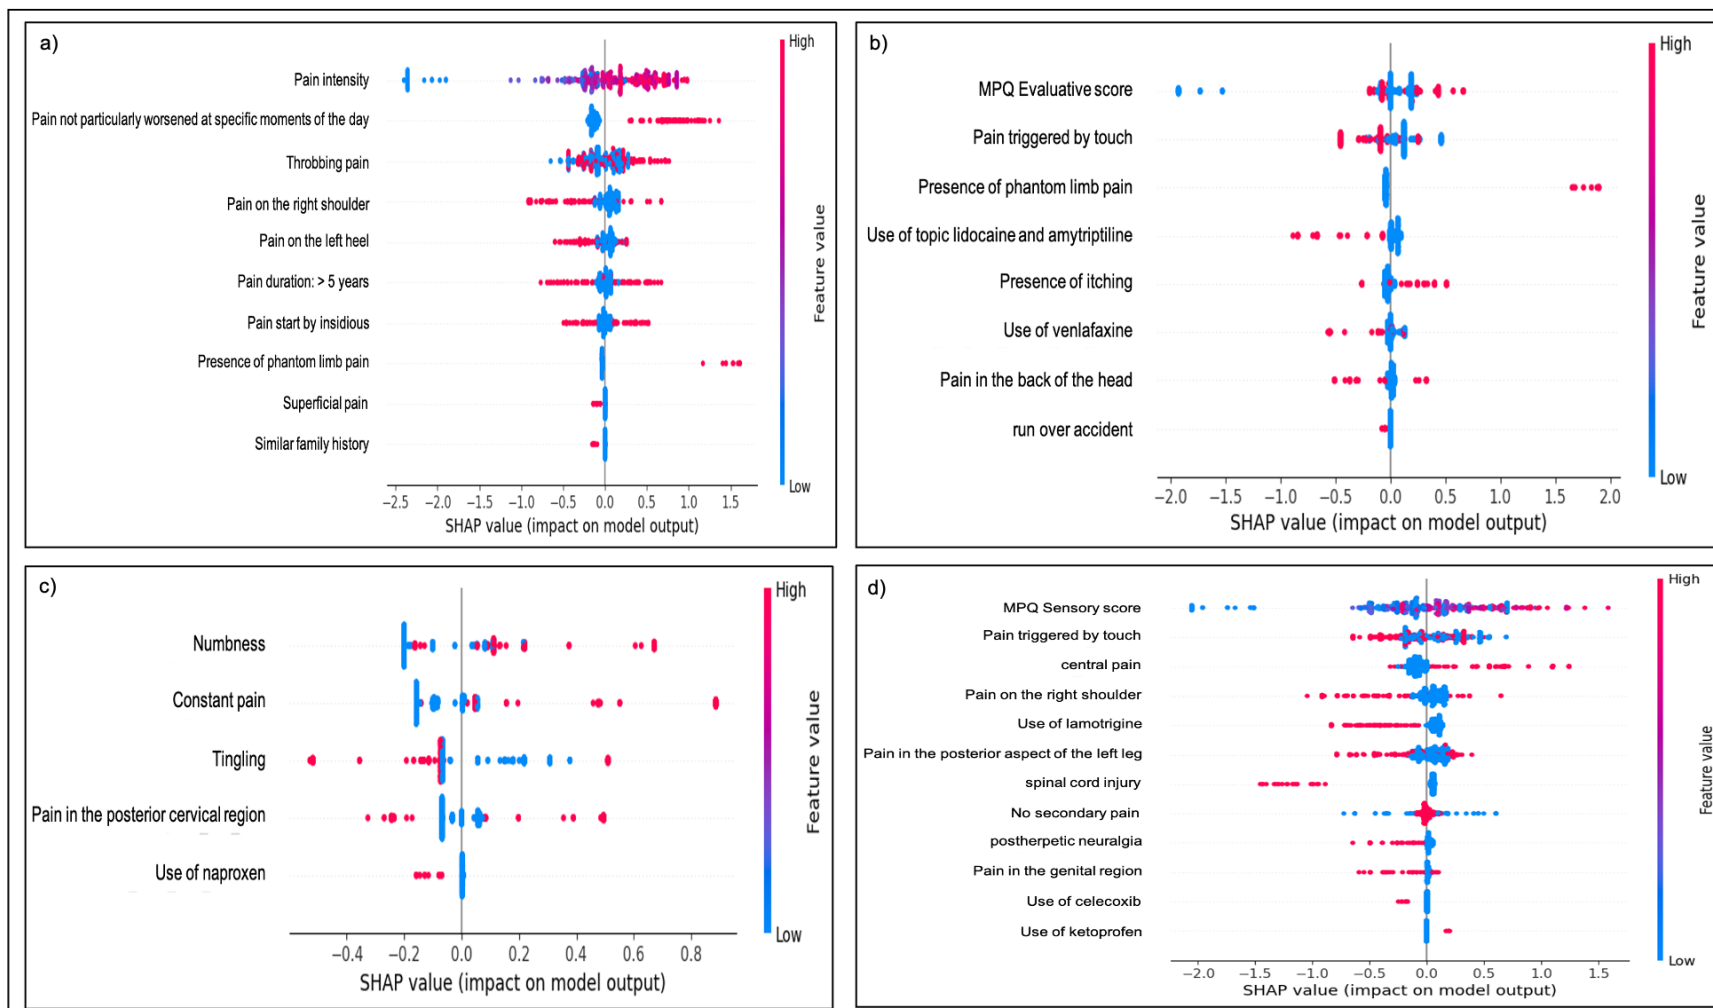 a)
High
Pain intensity
Pain not particularly worsened at specific moments of the day
Throbbing pain
Pain on the right shoulder
Pain on the left heel
Pain duration: > 5 years
Pain start by insidious
Presence of phantom limb pain
Superficial pain
Similar family history
Feature value
Low
−2.5 −2.0 −1.5 −1.0 −0.5 0.0 0.5 1.0 1.5
SHAP value (impact on model output)
b)
High
MPQ Evaluative score
Pain triggered by touch
Presence of phantom limb pain
Use of topic lidocaine and amytriptiline
Presence of itching
Use of venlafaxine
Pain in the back of the head
run over accident
Feature value
Low
−2.0 −1.5 −1.0 −0.5 0.0 0.5 1.0 1.5 2.0
SHAP value (impact on model output)
c)
High
Numbness
Constant pain
Tingling
Pain in the posterior cervical region
Use of naproxen
Feature value
Low
−0.4 −0.2 0.0 0.2 0.4 0.6 0.8
SHAP value (impact on model output)
d)
High
MPQ Sensory score
Pain triggered by touch
central pain
Pain on the right shoulder
Use of lamotrigine
Pain in the posterior aspect of the left leg
spinal cord injury
No secondary pain
postherpetic neuralgia
Pain in the genital region
Use of celecoxib
Use of ketoprofen
Feature value
Low
−2.0 −1.5 −1.0 −0.5 0.0 0.5 1.0 1.5
SHAP value (impact on model output)